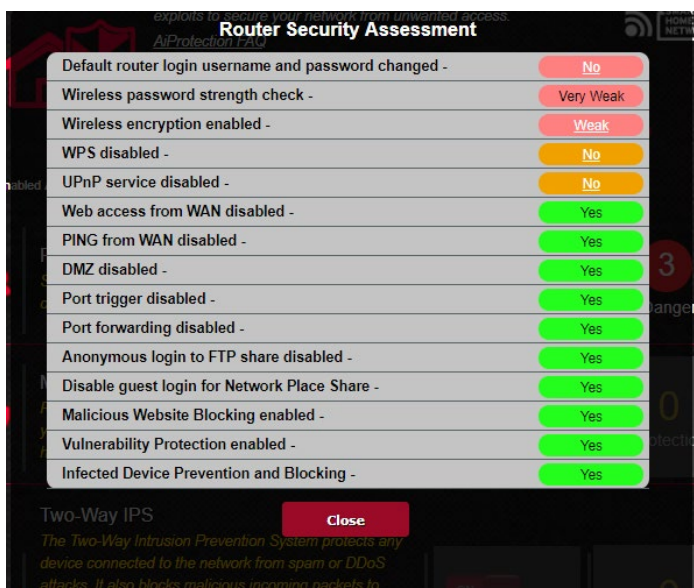 exploits to secure your network from unwanted access.
AiProtection FAQ
HOME
NETW
Router Security Assessment
Default router login username and password changed - No
Wireless password strength check - Very Weak
Wireless encryption enabled - Weak
WPS disabled - No
UPnP service disabled - No
Web access from WAN disabled - Yes
PING from WAN disabled - Yes
DMZ disabled - Yes
Port trigger disabled - Yes
Port forwarding disabled - Yes
Anonymous login to FTP share disabled - Yes
Disable guest login for Network Place Share - Yes
Malicious Website Blocking enabled - Yes
Vulnerability Protection enabled - Yes
Infected Device Prevention and Blocking - Yes
nabled
3
Danger
0
Two-Way IPS
Close
The Two-Way Intrusion Prevention System protects any
device connected to the network from spam or DDoS
attacks. It also blocks malicious incoming packets to